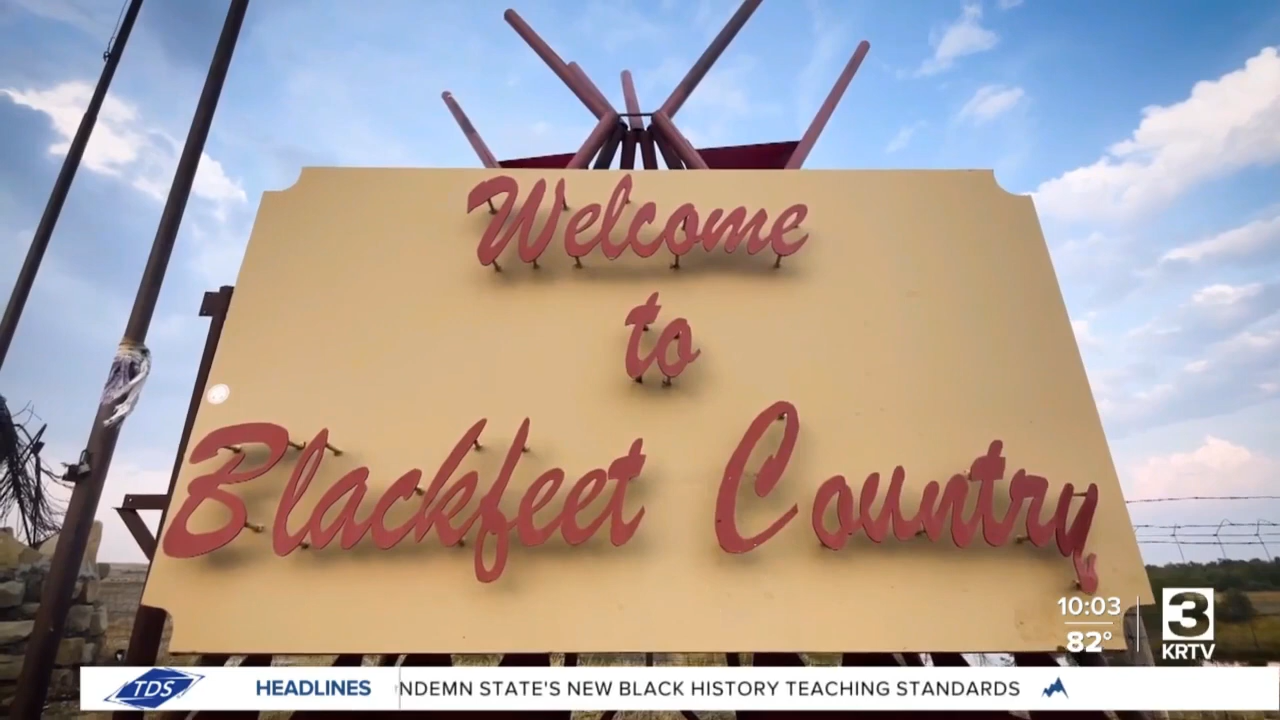 Welcome
to
Blackfeet Country
10:03
82°
3
KRTV
TDS
HEADLINES
NDEMN STATE'S NEW BLACK HISTORY TEACHING STANDARDS